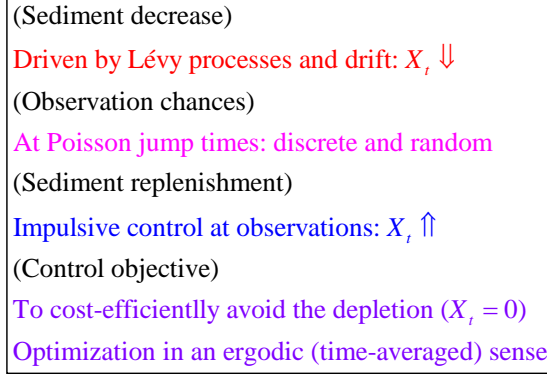 (Sediment decrease)
Driven by Lévy processes and drift: X_t ⇓
(Observation chances)
At Poisson jump times: discrete and random
(Sediment replenishment)
Impulsive control at observations: X_t ⇑
(Control objective)
To cost-efficientlly avoid the depletion (X_t = 0)
Optimization in an ergodic (time-averaged) sense